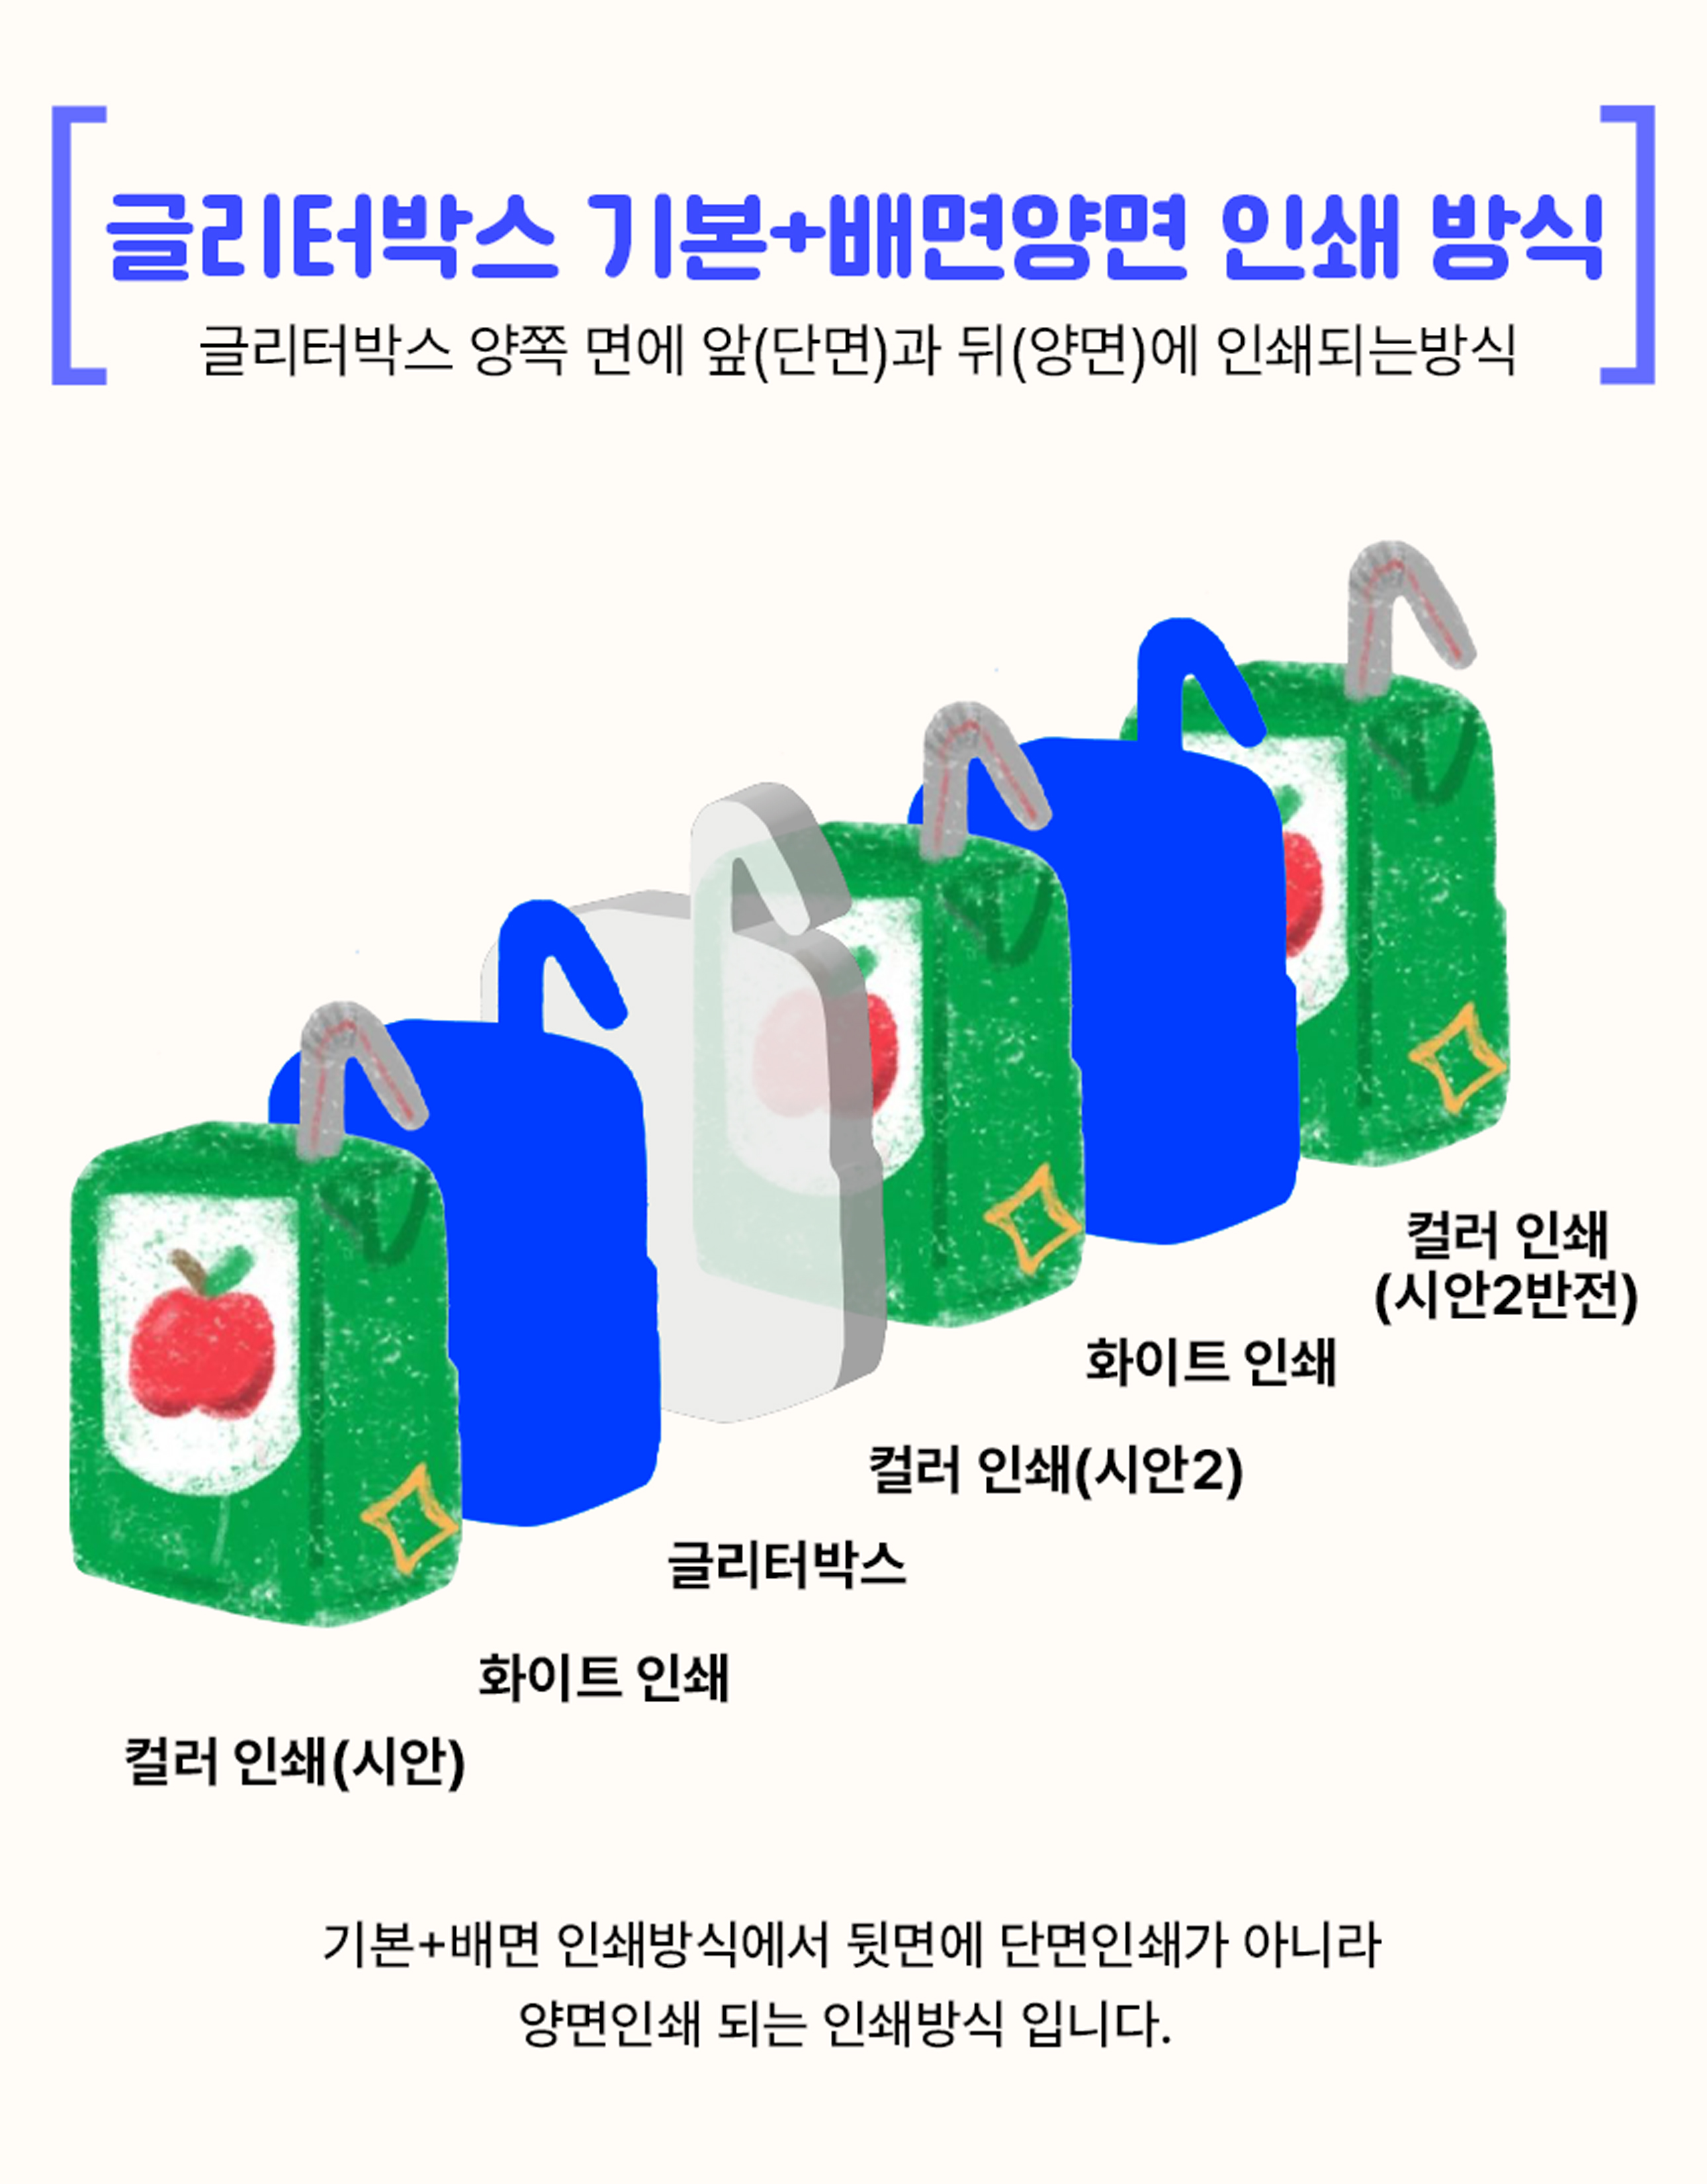 글리터박스 기본+배면양면 인쇄 방식
글리터박스 양쪽 면에 앞(단면)과 뒤(양면)에 인쇄되는방식
컬러 인쇄
(시안2반전)
화이트 인쇄
컬러 인쇄(시안2)
글리터박스
화이트 인쇄
컬러 인쇄(시안)
기본+배면 인쇄방식에서 뒷면에 단면인쇄가 아니라
양면인쇄 되는 인쇄방식 입니다.